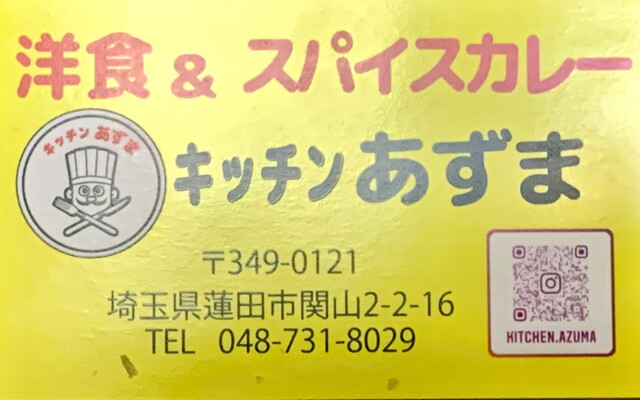 洋食 & スパイスカレー
キッチンあずま
キッチンあずま
〒349-0121
埼玉県蓮田市関山2-2-16
TEL 048-731-8029
KITCHEN.AZUMA